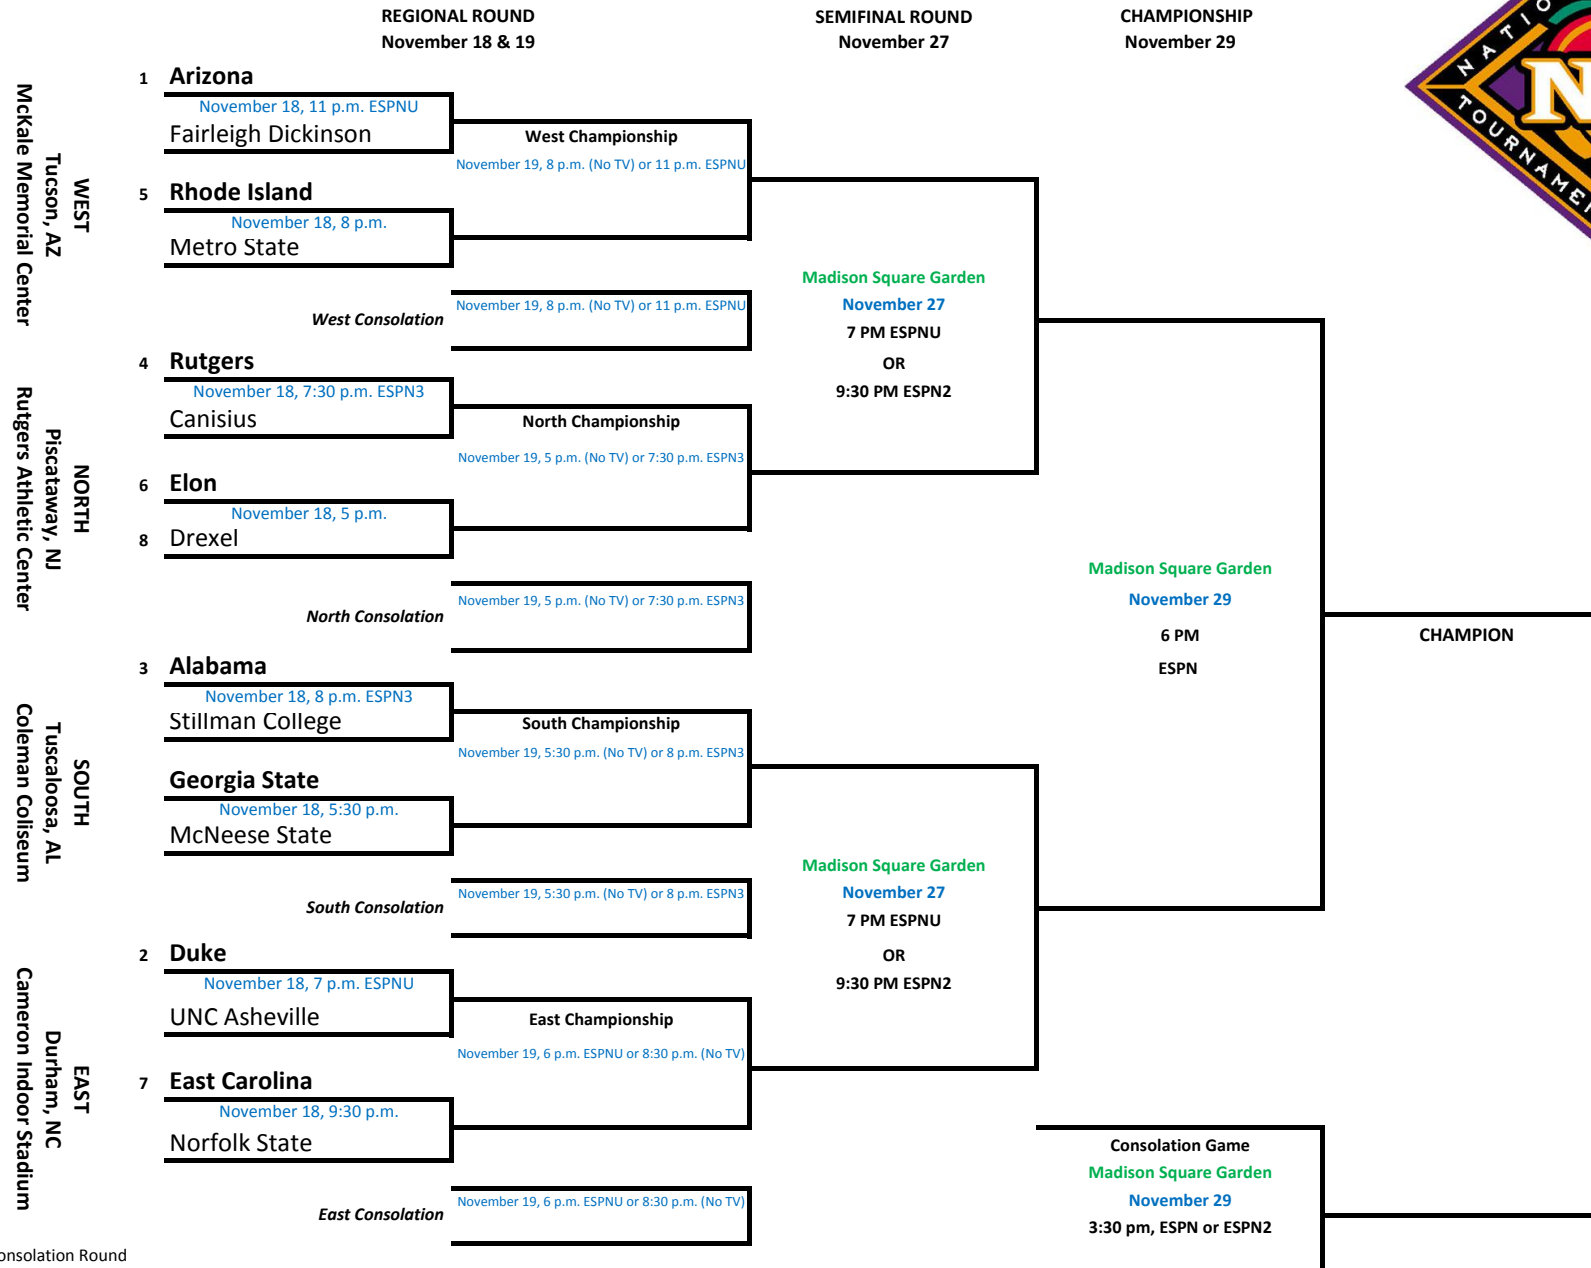 REGIONAL ROUND
November 18 & 19
SEMIFINAL ROUND
November 27
CHAMPIONSHIP
November 29
WEST
Tucson, AZ
McKale Memorial Center
1 Arizona
November 18, 11 p.m. ESPNU
Fairleigh Dickinson
West Championship
November 19, 8 p.m. (No TV) or 11 p.m. ESPNU
5 Rhode Island
November 18, 8 p.m.
Metro State
West Consolation
November 19, 8 p.m. (No TV) or 11 p.m. ESPNU
Madison Square Garden
November 27
7 PM ESPNU
OR
9:30 PM ESPN2
NORTH
Piscataway, NJ
Rutgers Athletic Center
4 Rutgers
November 18, 7:30 p.m. ESPN3
Canisius
North Championship
November 19, 5 p.m. (No TV) or 7:30 p.m. ESPN3
6 Elon
November 18, 5 p.m.
8 Drexel
North Consolation
November 19, 5 p.m. (No TV) or 7:30 p.m. ESPN3
Madison Square Garden
November 29
6 PM
ESPN
CHAMPION
SOUTH
Tuscaloosa, AL
Coleman Coliseum
3 Alabama
November 18, 8 p.m. ESPN3
Stillman College
South Championship
November 19, 5:30 p.m. (No TV) or 8 p.m. ESPN3
Georgia State
November 18, 5:30 p.m.
McNeese State
South Consolation
November 19, 5:30 p.m. (No TV) or 8 p.m. ESPN3
Madison Square Garden
November 27
7 PM ESPNU
OR
9:30 PM ESPN2
EAST
Durham, NC
Cameron Indoor Stadium
2 Duke
November 18, 7 p.m. ESPNU
UNC Asheville
East Championship
November 19, 6 p.m. ESPNU or 8:30 p.m. (No TV)
7 East Carolina
November 18, 9:30 p.m.
Norfolk State
East Consolation
November 19, 6 p.m. ESPNU or 8:30 p.m. (No TV)
Consolation Game
Madison Square Garden
November 29
3:30 pm, ESPN or ESPN2
onsolation Round
NATIO
N
TOURNAME